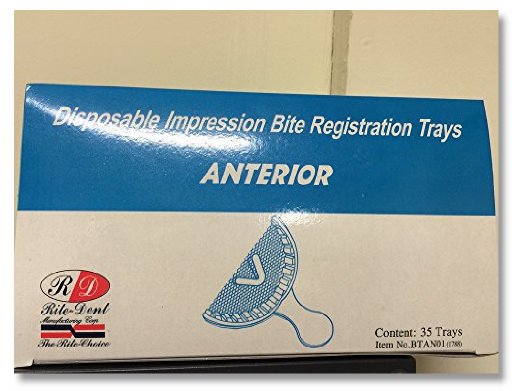 Disposable Impression Bite Registration Trays
ANTERIOR
R D
Rite-Dent
Manufacturing Corp.
The Rite-Choice
Content: 35 Trays
Item No.BTAN01 (1788)